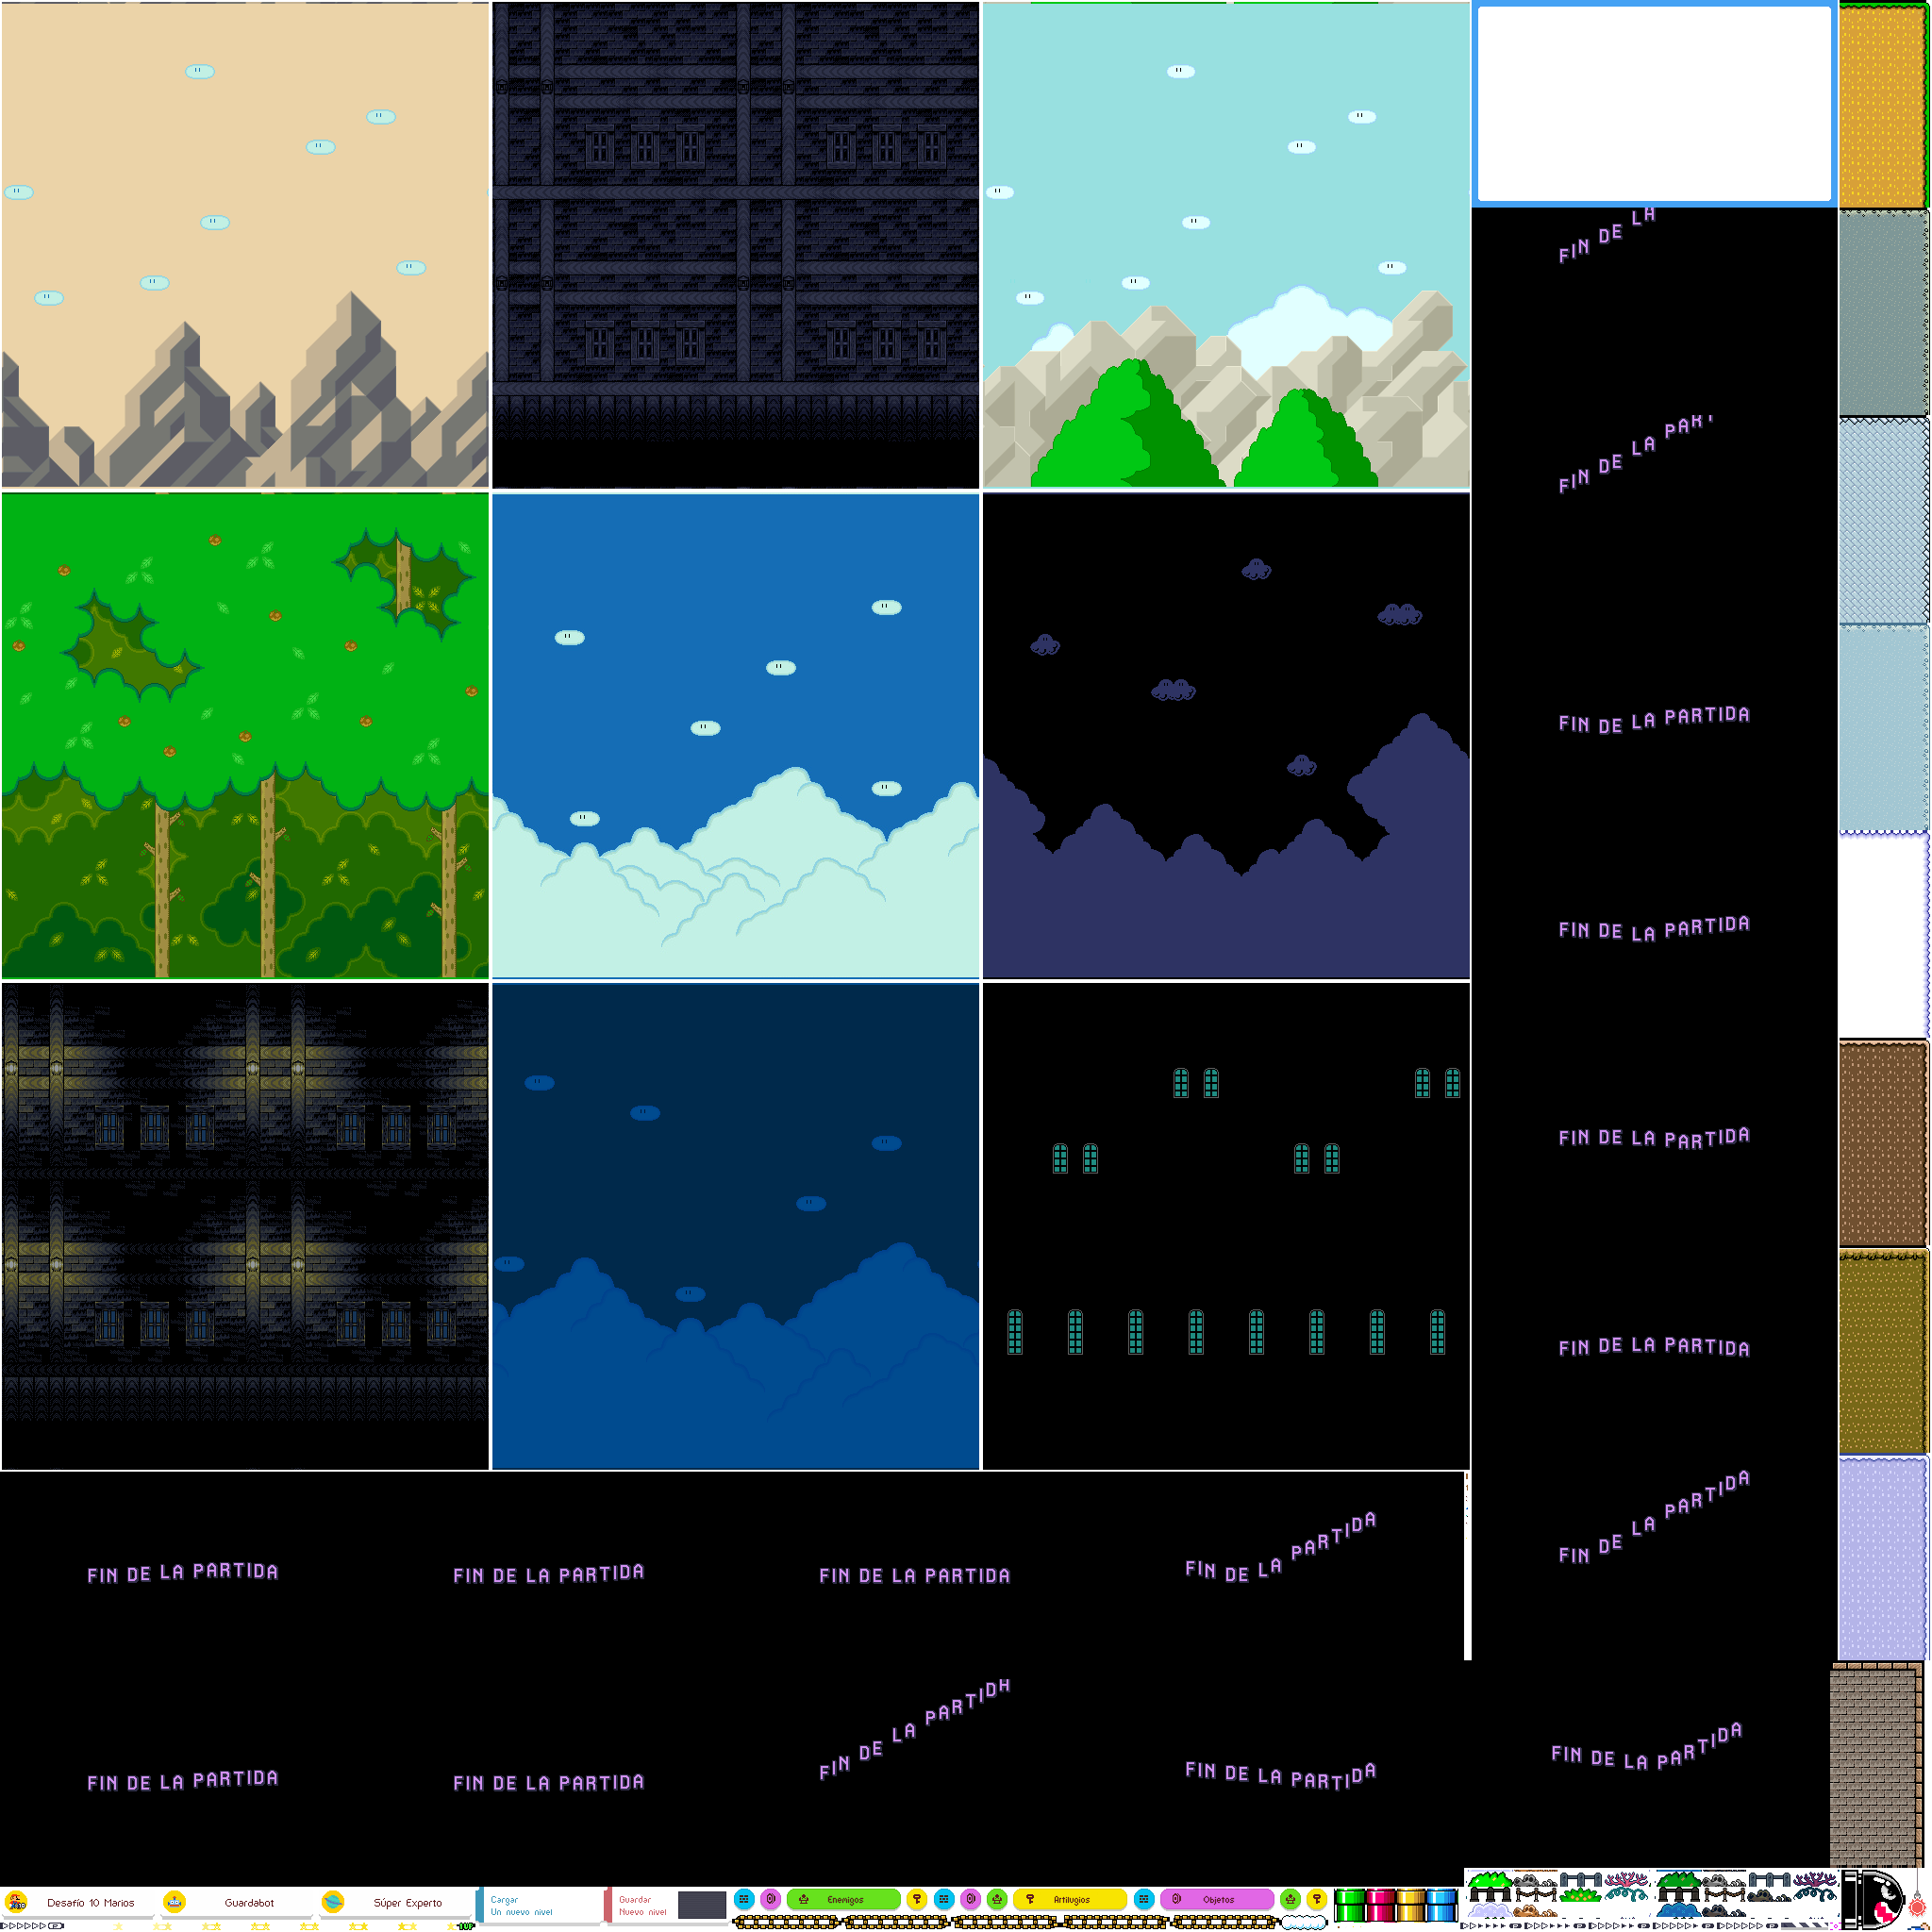 FIN DE LA
FIN DE LA PART
FIN DE LA PARTIDA
FIN DE LA PARTIDA
FIN DE LA PARTIDA
FIN DE LA PARTIDA
FIN DE LA PARTIDA
FIN DE LA PARTIDA
FIN DE LA PARTIDA
FIN DE LA PARTIDA
FIN DE LA PARTIDA
FIN DE LA PARTIDA
FIN DE LA PARTIDA
FIN DE LA PARTIDA
FIN DE LA PARTIDA
FIN DE LA PARTIDA
Desafío 10 Marios
Guardabot
Súper Experto
Cargar
Un nuevo nivel
Guardar
Nuevo nivel
Enemigos
Artilugios
Objetos